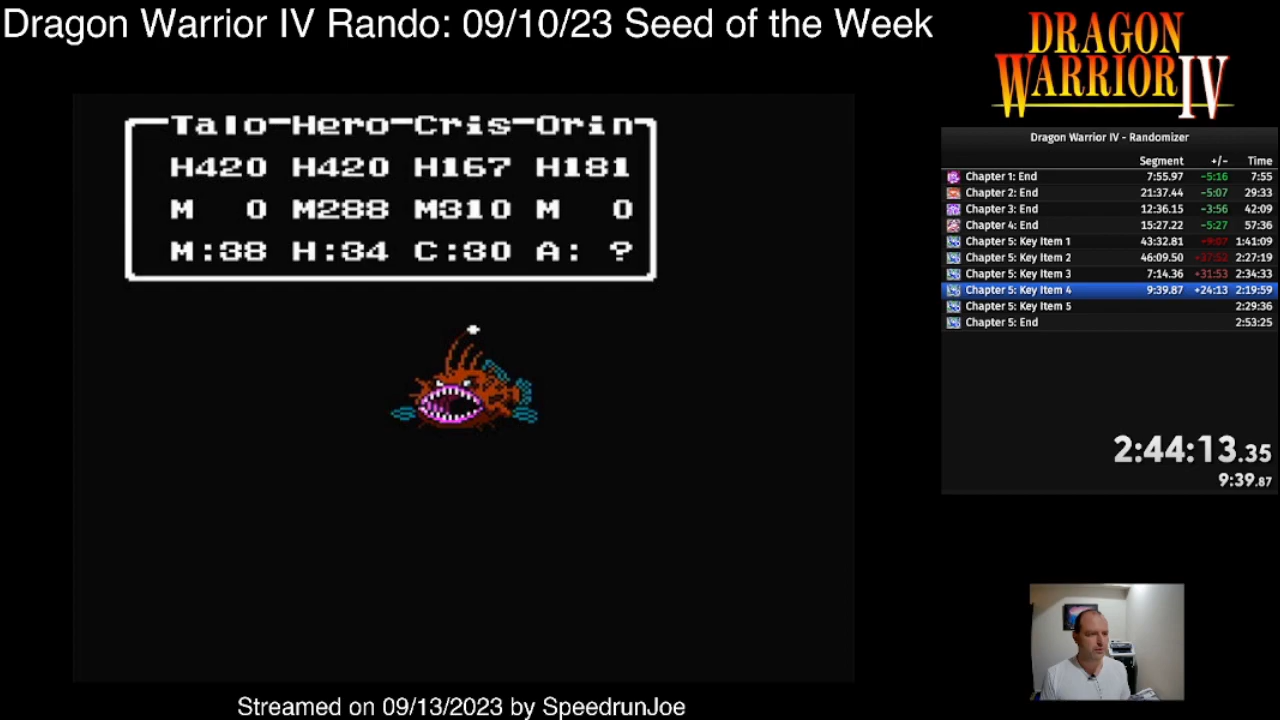 Dragon Warrior IV Rando: 09/10/23 Seed of the Week
DRAGON
WARRIOR IV
Talo Hero Cris Orin
H420 H420 H167 H181
M 0 M288 M310 M 0
M:38 H:34 C:30 A: ?
Dragon Warrior IV - Randomizer
Segment +/- Time
Chapter 1: End 7:55.97 -5:16 7:55
Chapter 2: End 21:37.44 -5:07 29:33
Chapter 3: End 12:36.15 -3:56 42:09
Chapter 4: End 15:27.22 -5:27 57:36
Chapter 5: Key Item 1 43:32.81 +9:07 1:41:09
Chapter 5: Key Item 2 46:09.50 +37:52 2:27:19
Chapter 5: Key Item 3 7:14.36 +31:53 2:34:33
Chapter 5: Key Item 4 9:39.87 +24:13 2:19:59
Chapter 5: Key Item 5 2:29:36
Chapter 5: End 2:53:25
2:44:13.35
9:39.87
Streamed on 09/13/2023 by SpeedrunJoe